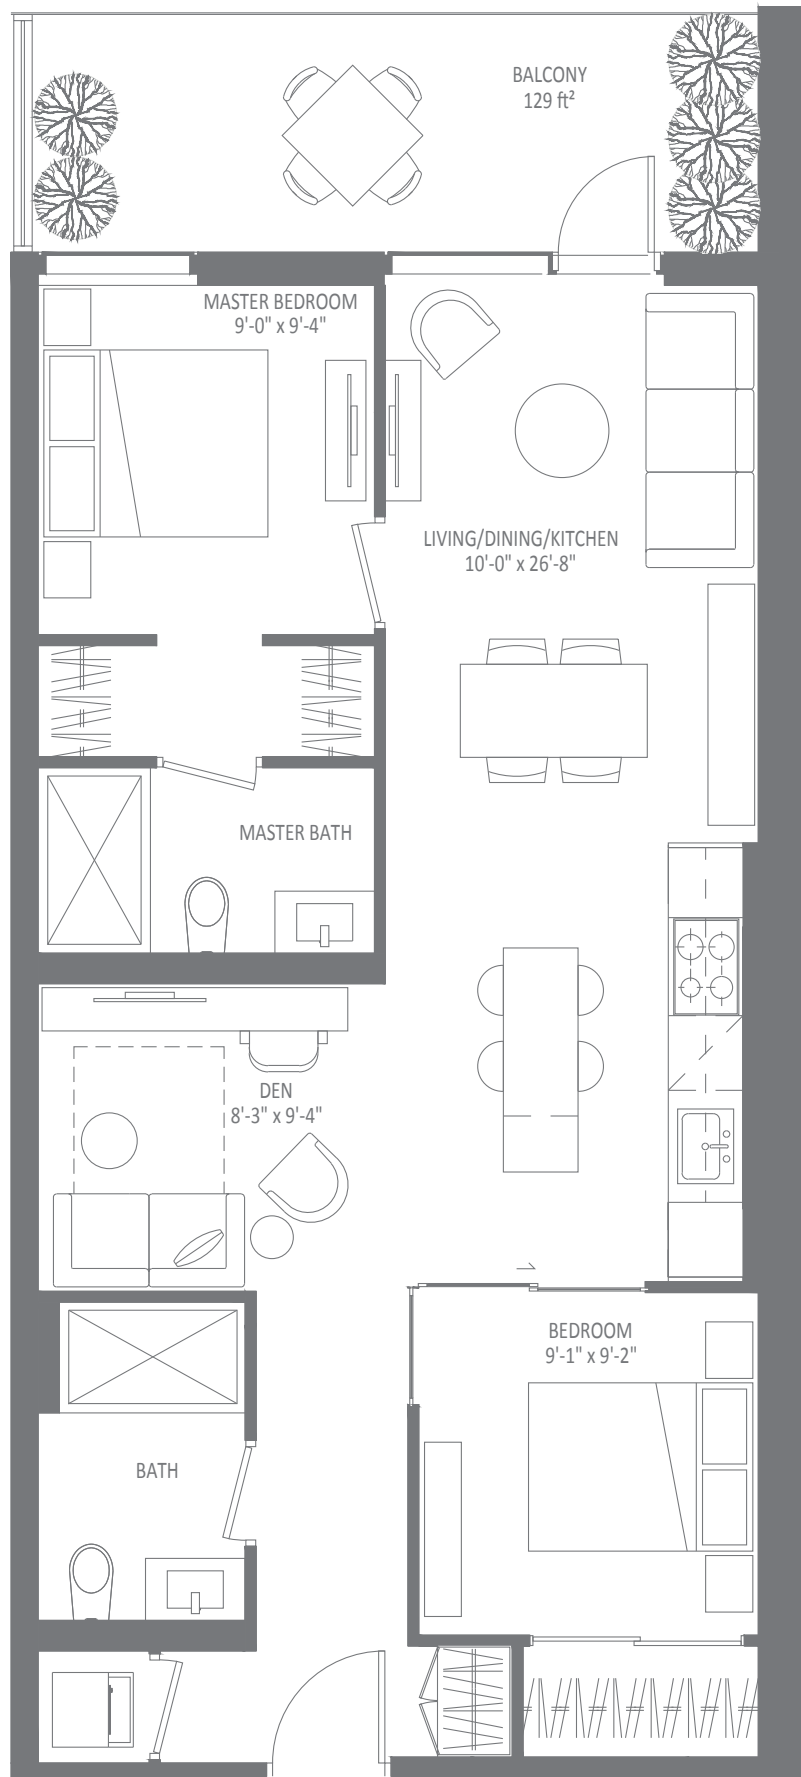 BALCONY
129 ft²
MASTER BEDROOM
9'-0" x 9'-4"
LIVING/DINING/KITCHEN
10'-0" x 26'-8"
MASTER BATH
DEN
8'-3" x 9'-4"
BEDROOM
9'-1" x 9'-2"
BATH